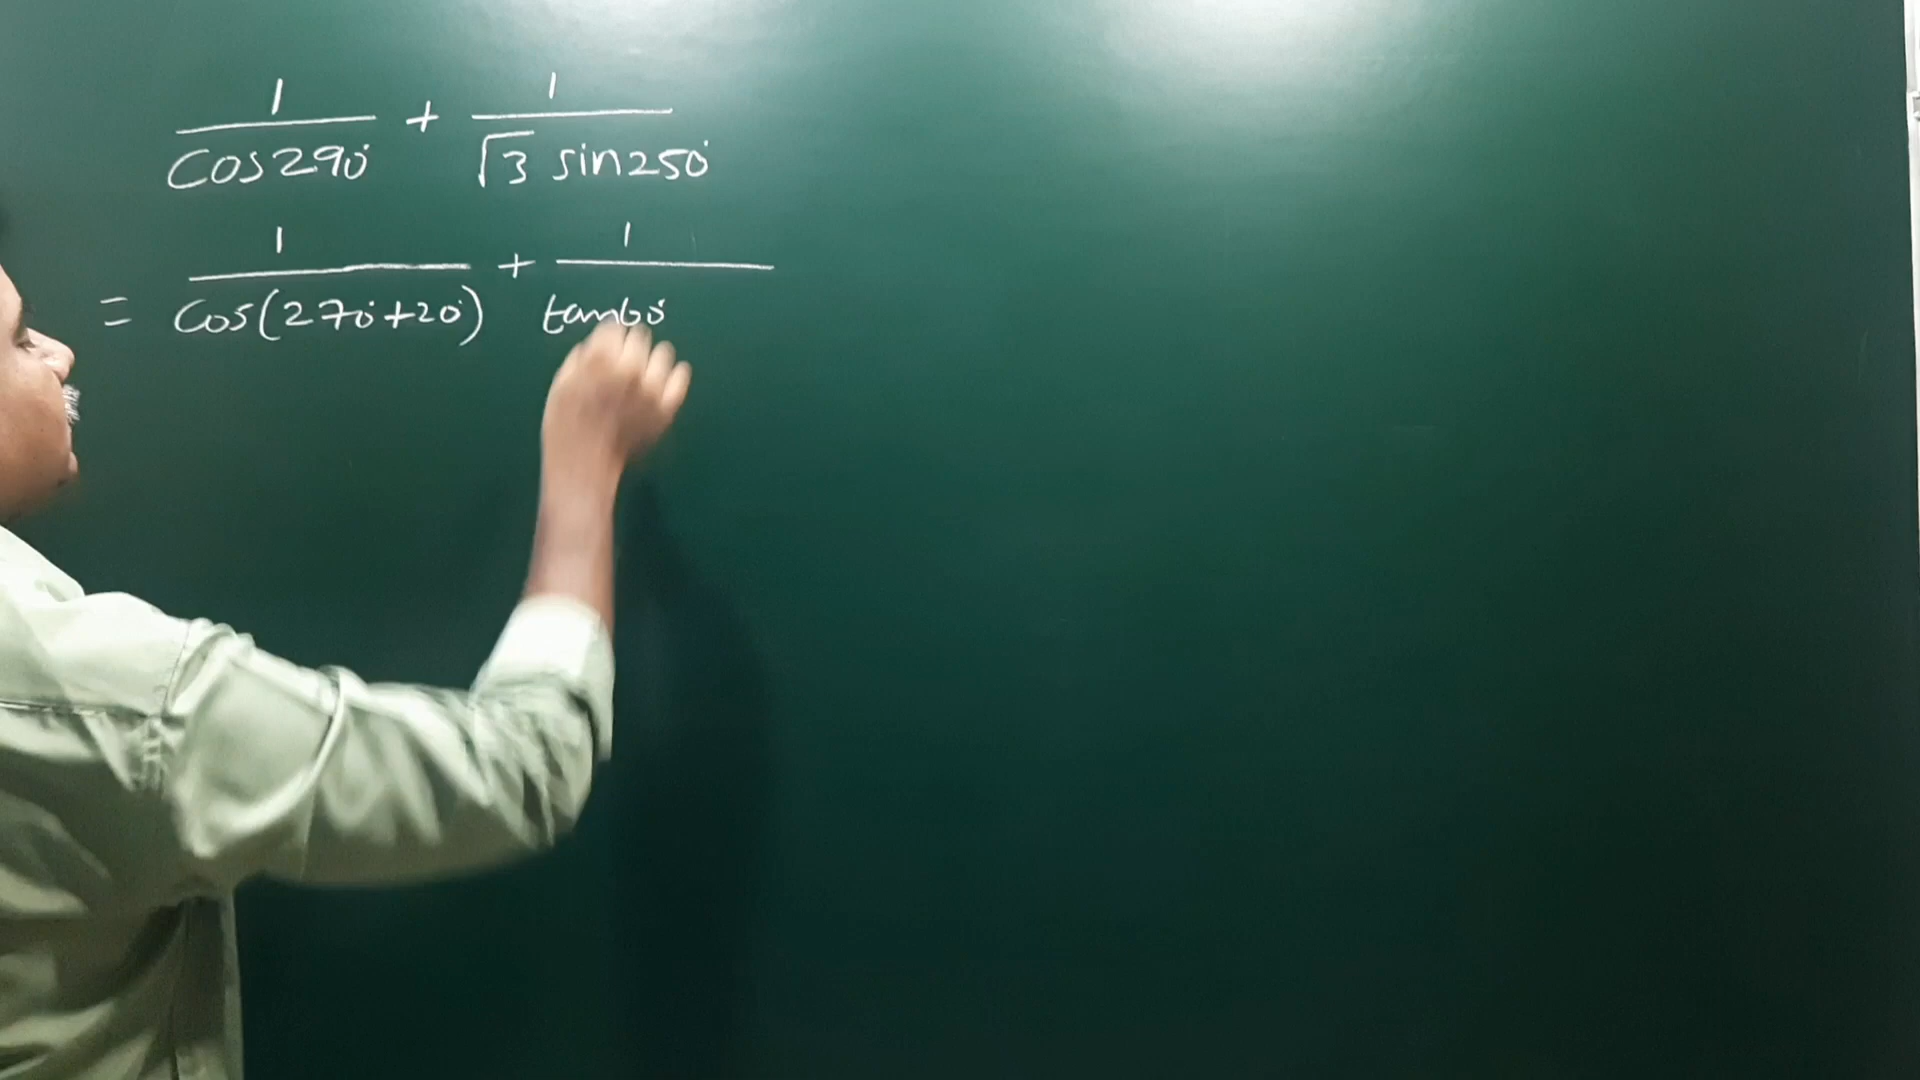 1/cos290° + 1/√3 sin250°
= 1/cos(270°+20°) + 1/tan60°